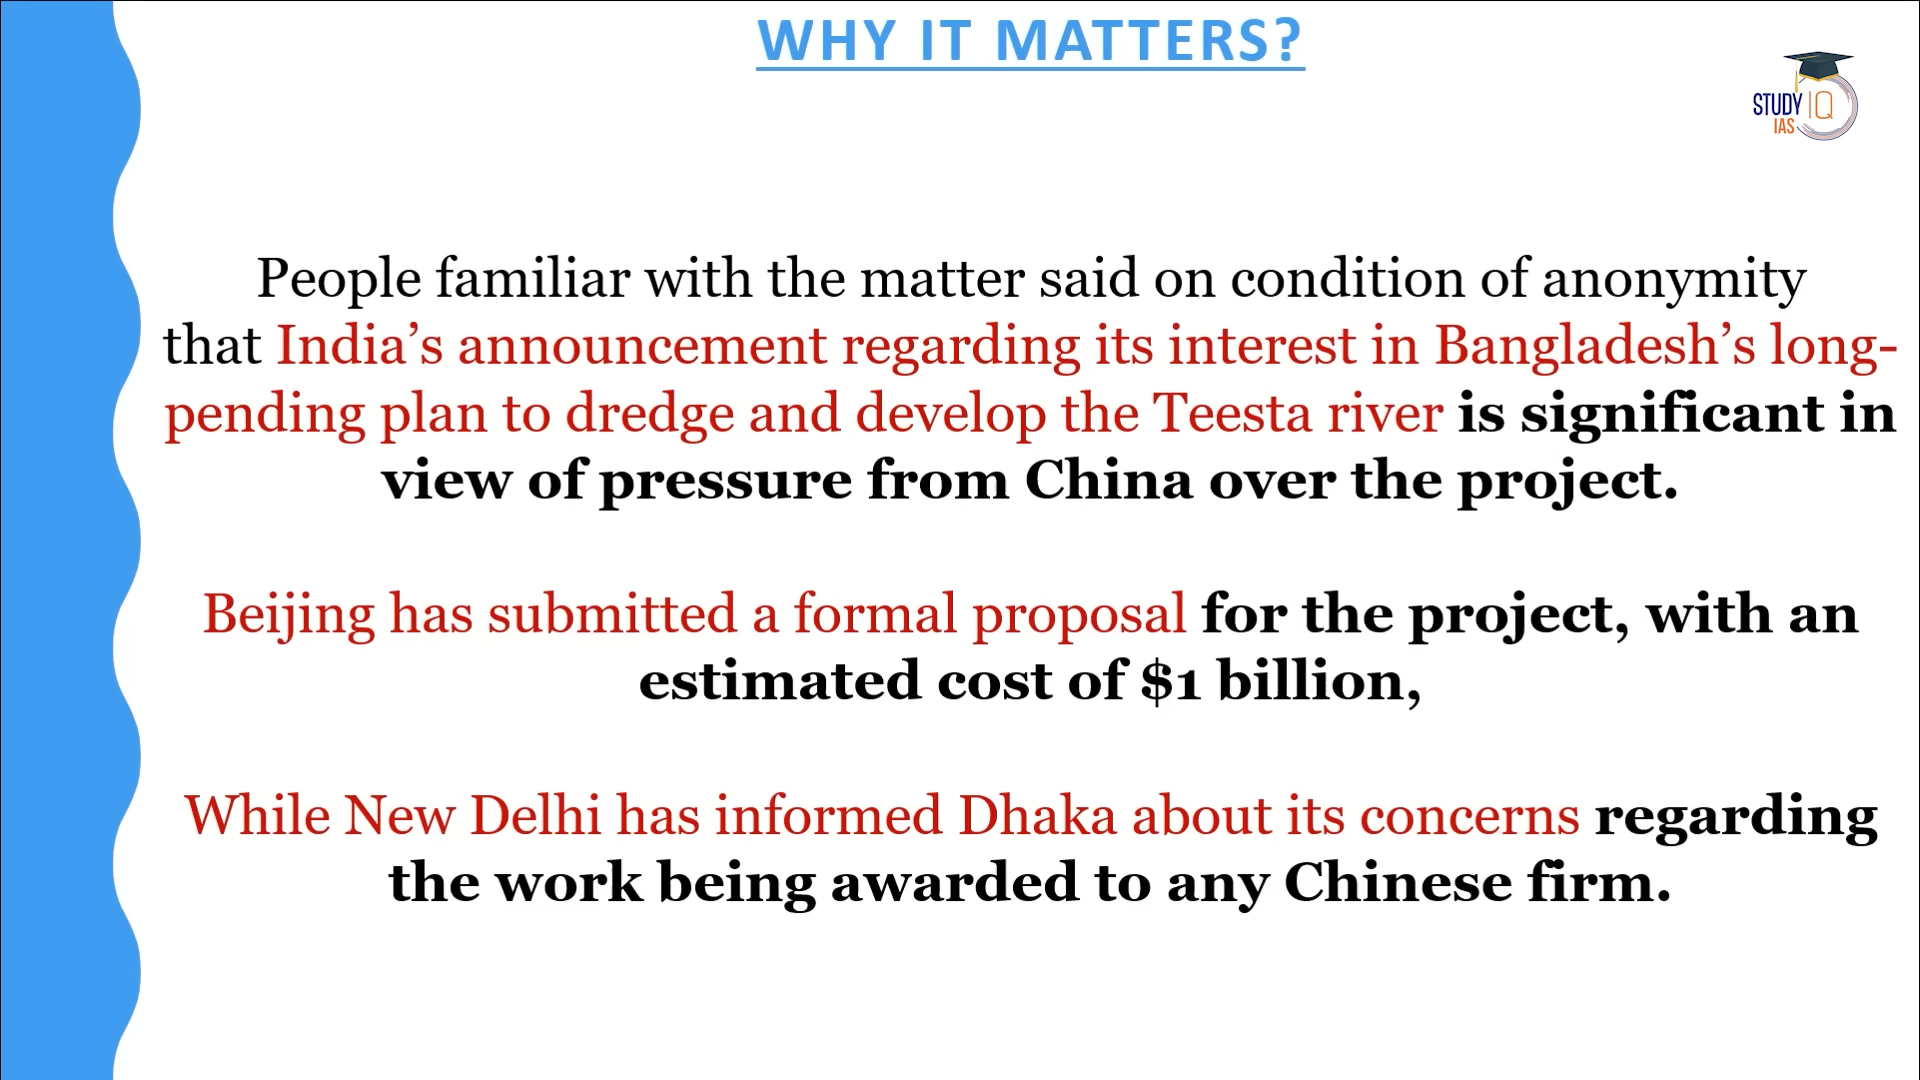 WHY IT MATTERS?
STUDY IQ
IAS
People familiar with the matter said on condition of anonymity
that India’s announcement regarding its interest in Bangladesh’s long-
pending plan to dredge and develop the Teesta river is significant in
view of pressure from China over the project.
Beijing has submitted a formal proposal for the project, with an
estimated cost of $1 billion,
While New Delhi has informed Dhaka about its concerns regarding
the work being awarded to any Chinese firm.